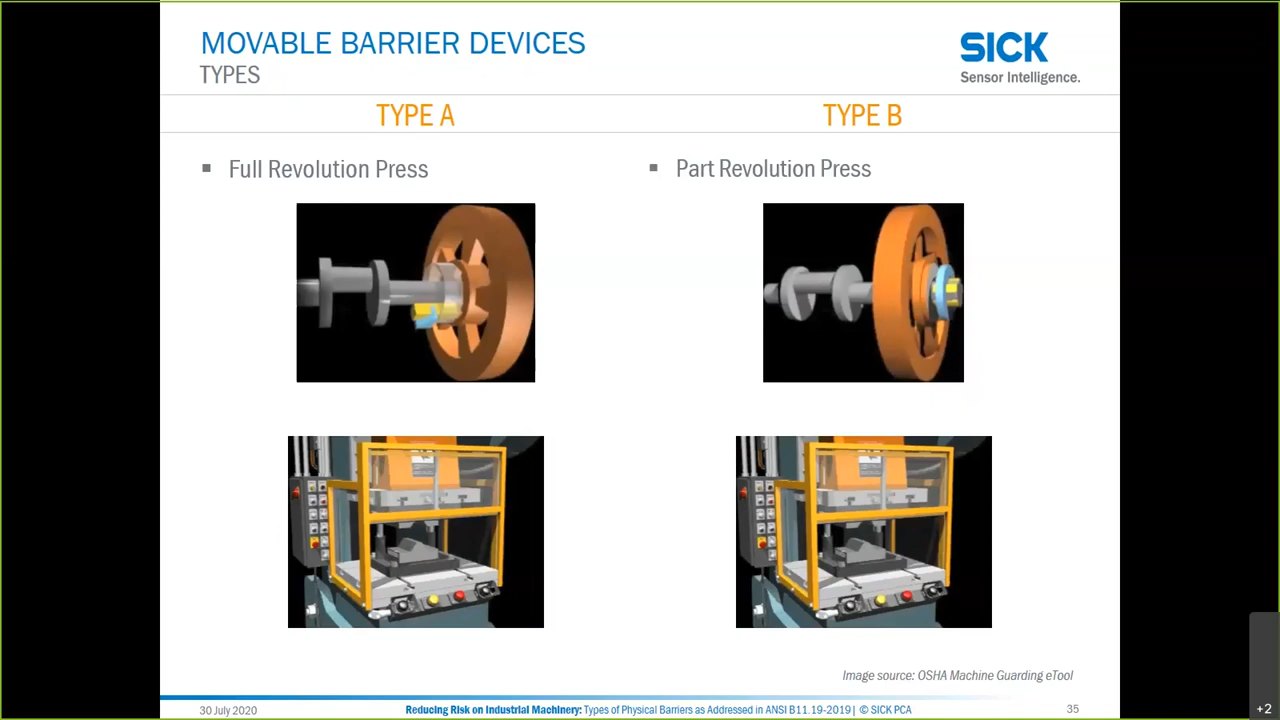 MOVABLE BARRIER DEVICES
TYPES
SICK
Sensor Intelligence.
TYPE A
TYPE B
▪ Full Revolution Press
▪ Part Revolution Press
Image source: OSHA Machine Guarding eTool
30 July 2020
Reducing Risk on Industrial Machinery: Types of Physical Barriers as Addressed in ANSI B11.19-2019| © SICK PCA
35
+2